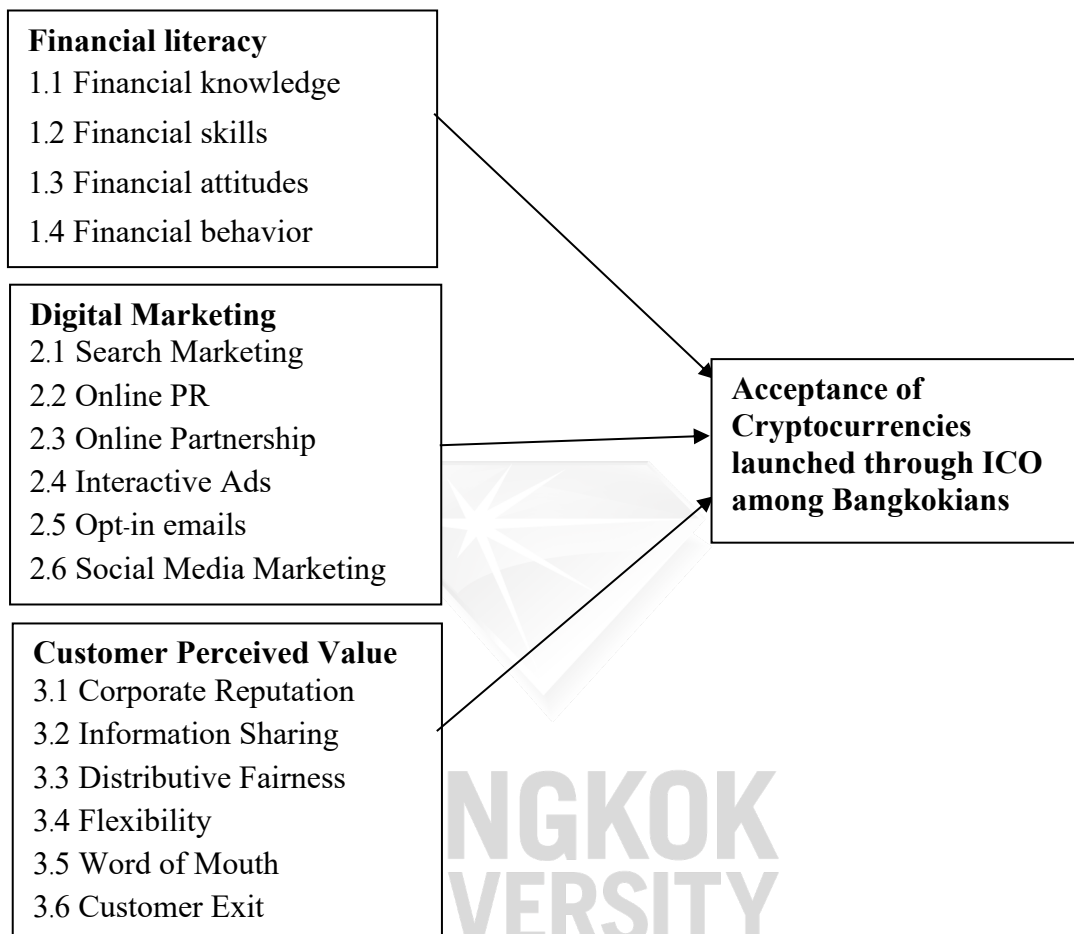 Financial literacy
1.1 Financial knowledge
1.2 Financial skills
1.3 Financial attitudes
1.4 Financial behavior
Digital Marketing
2.1 Search Marketing
2.2 Online PR
2.3 Online Partnership
2.4 Interactive Ads
2.5 Opt-in emails
2.6 Social Media Marketing
Customer Perceived Value
3.1 Corporate Reputation
3.2 Information Sharing
3.3 Distributive Fairness
3.4 Flexibility
3.5 Word of Mouth
3.6 Customer Exit
Acceptance of
Cryptocurrencies
launched through ICO
among Bangkokians
NGKOK
VERSITY